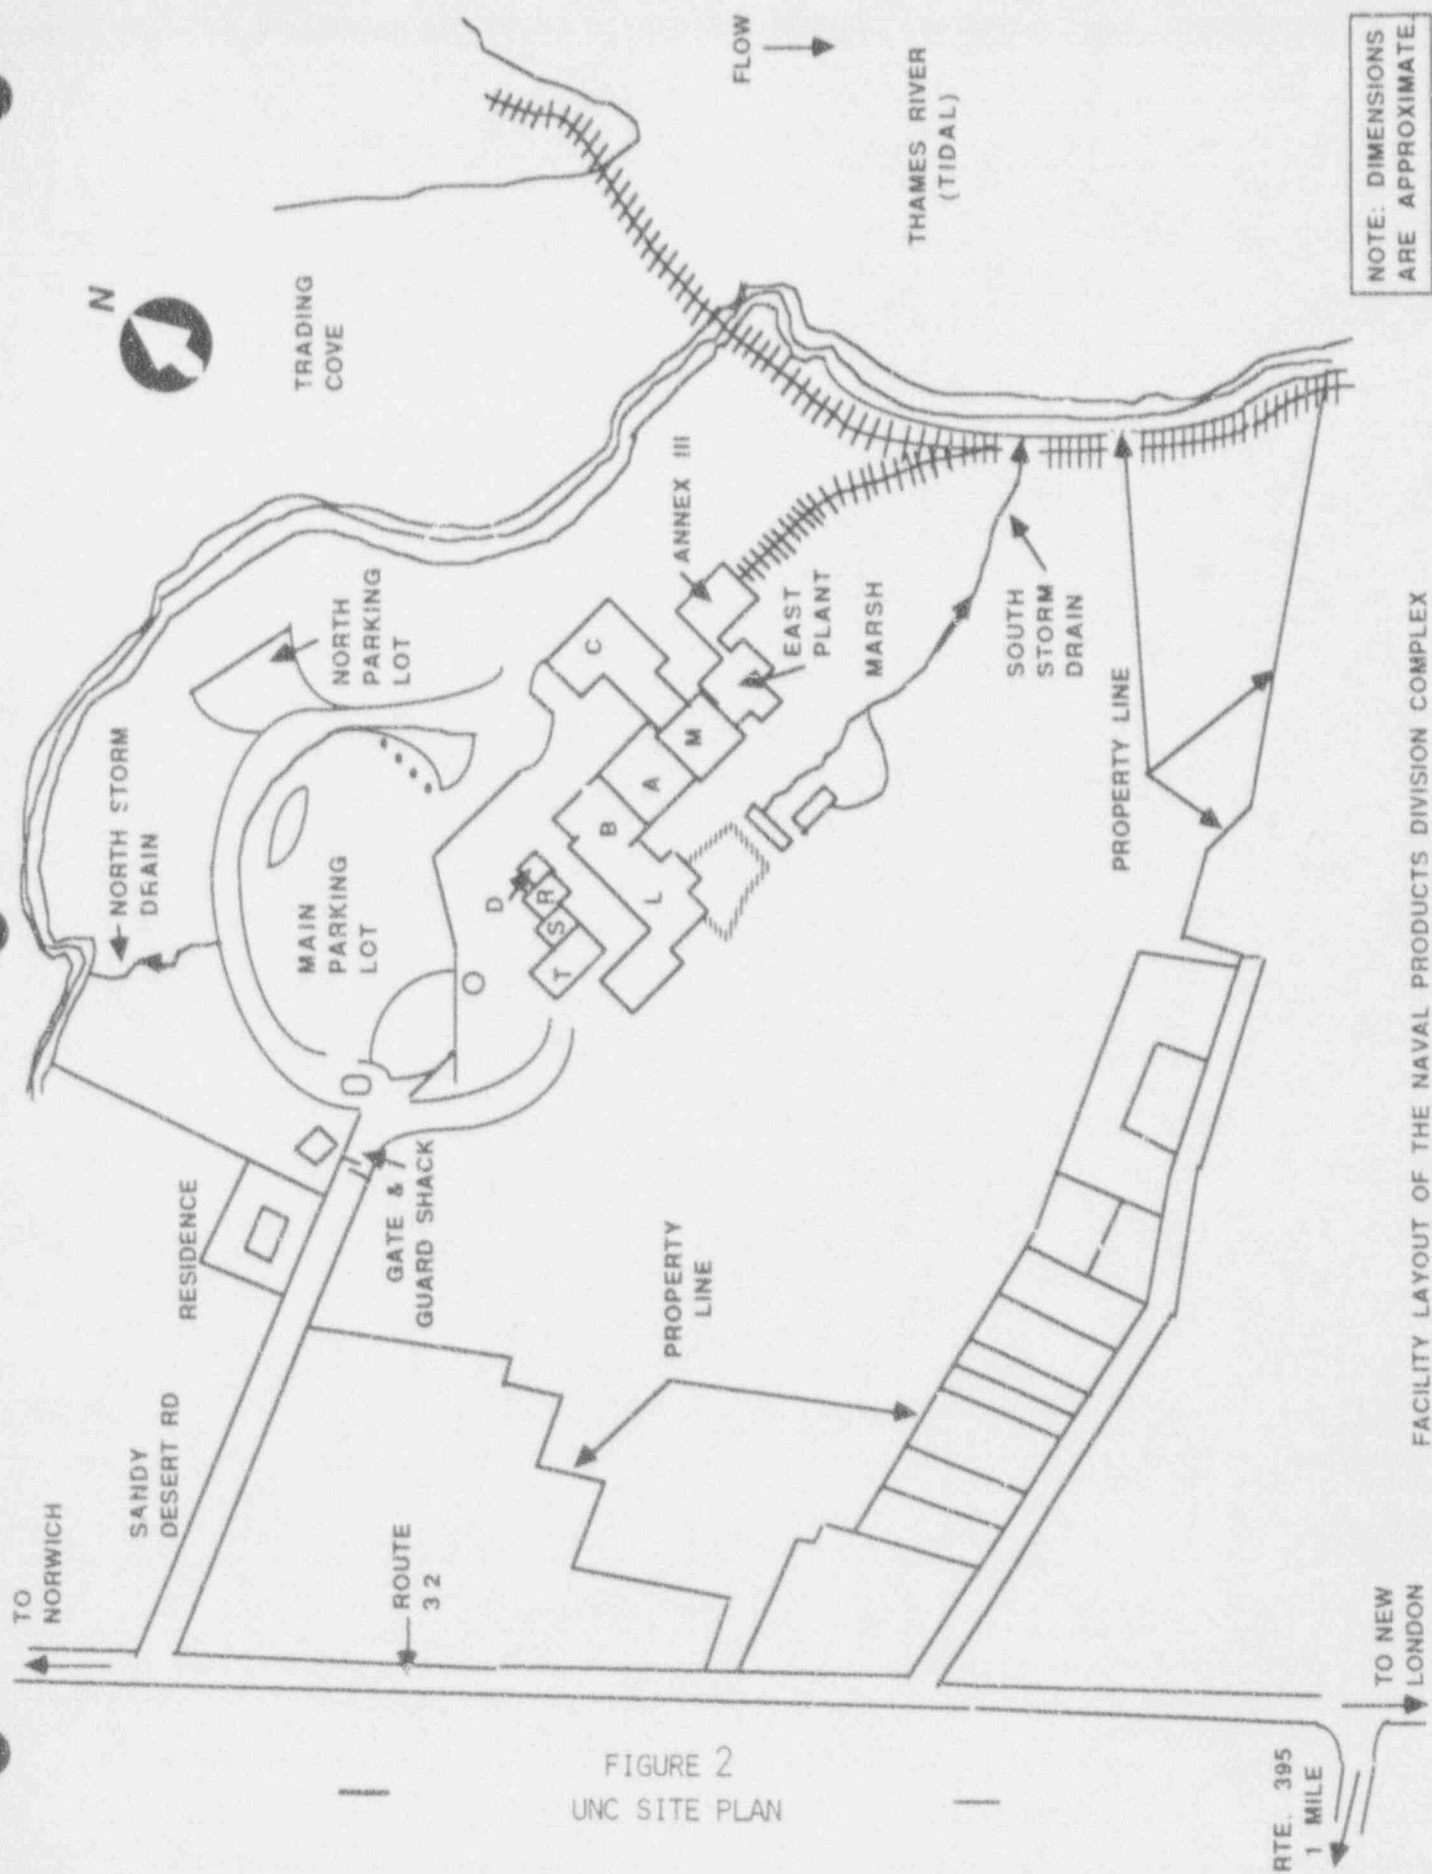 TO
NORWICH
SANDY
DESERT RD
RESIDENCE
NORTH STORM
DRAIN
N
TRADING
COVE
FLOW
THAMES RIVER
(TIDAL)
MAIN
PARKING
LOT
NORTH
PARKING
LOT
GATE &
GUARD SHACK
ROUTE
32
D
R
S
T
B
L
A
M
C
ANNEX III
EAST
PLANT
MARSH
SOUTH
STORM
DRAIN
PROPERTY
LINE
PROPERTY LINE
NOTE: DIMENSIONS
ARE APPROXIMATE.
TO NEW
LONDON
RTE. 395
1 MILE
FACILITY LAYOUT OF THE NAVAL PRODUCTS DIVISION COMPLEX
FIGURE 2
UNC SITE PLAN